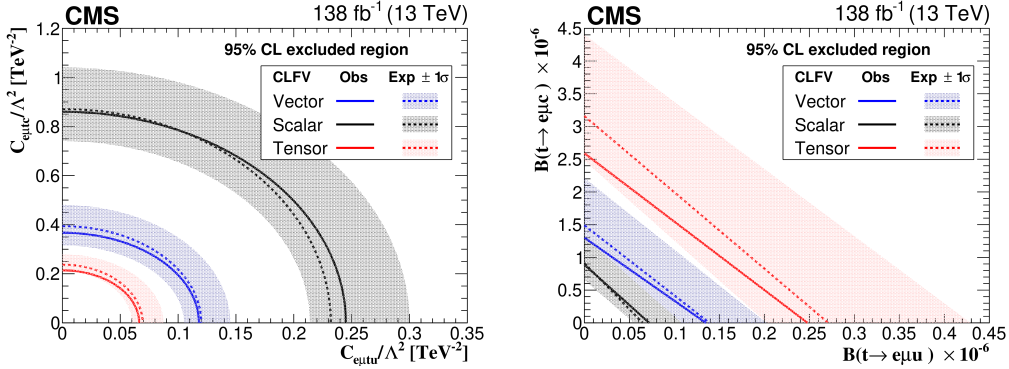 CMS
138 fb⁻¹ (13 TeV)
C_eμtc/Λ² [TeV⁻²]
1.2
1
0.8
0.6
0.4
0.2
0
95% CL excluded region
CLFV Obs Exp ± 1σ
Vector
Scalar
Tensor
0 0.05 0.1 0.15 0.2 0.25 0.3 0.35
C_eμtu/Λ² [TeV⁻²]
CMS
138 fb⁻¹ (13 TeV)
B(t→ eμc) × 10⁻⁶
4.5
4
3.5
3
2.5
2
1.5
1
0.5
0
95% CL excluded region
CLFV Obs Exp ± 1σ
Vector
Scalar
Tensor
0.05 0.1 0.15 0.2 0.25 0.3 0.35 0.4 0.45
B(t→ eμu ) × 10⁻⁶